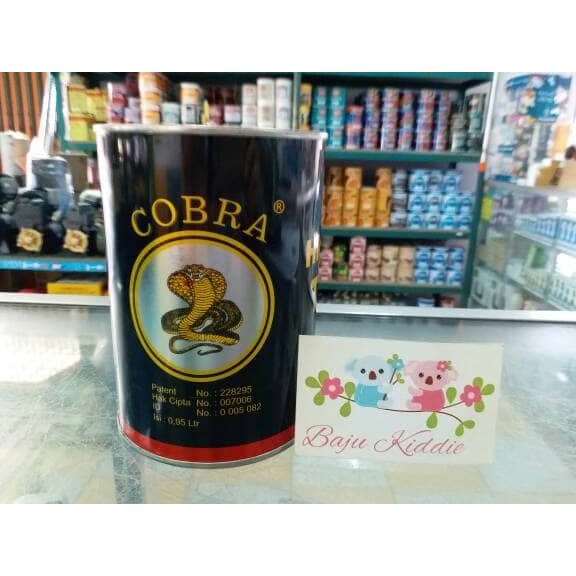 COBRA ®
Patent No. : 228295
Hak Cipta No. : 007006
ID No. : 0 005 082
Isi : 0,95 Ltr
Baju Kiddie